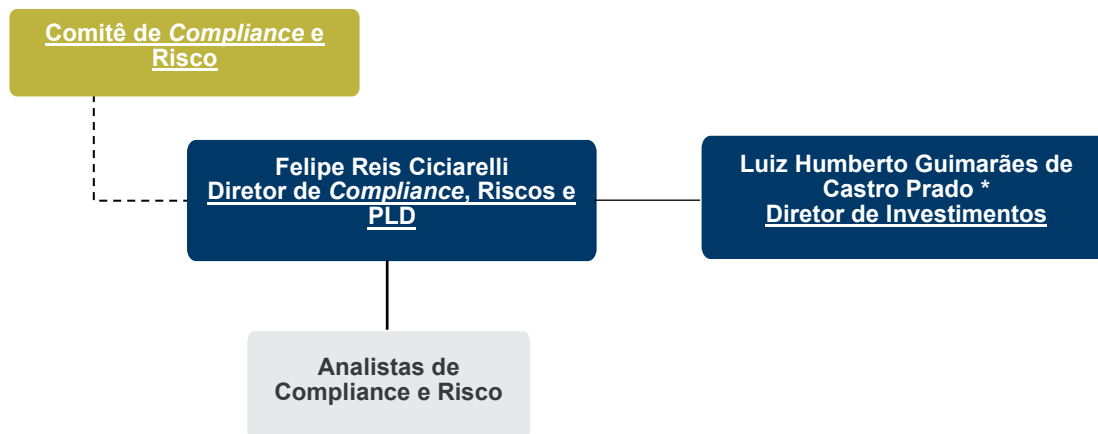 Comitê de Compliance e
Risco
Felipe Reis Ciciarelli
Diretor de Compliance, Riscos e
PLD
Luiz Humberto Guimarães de
Castro Prado *
Diretor de Investimentos
Analistas de
Compliance e Risco